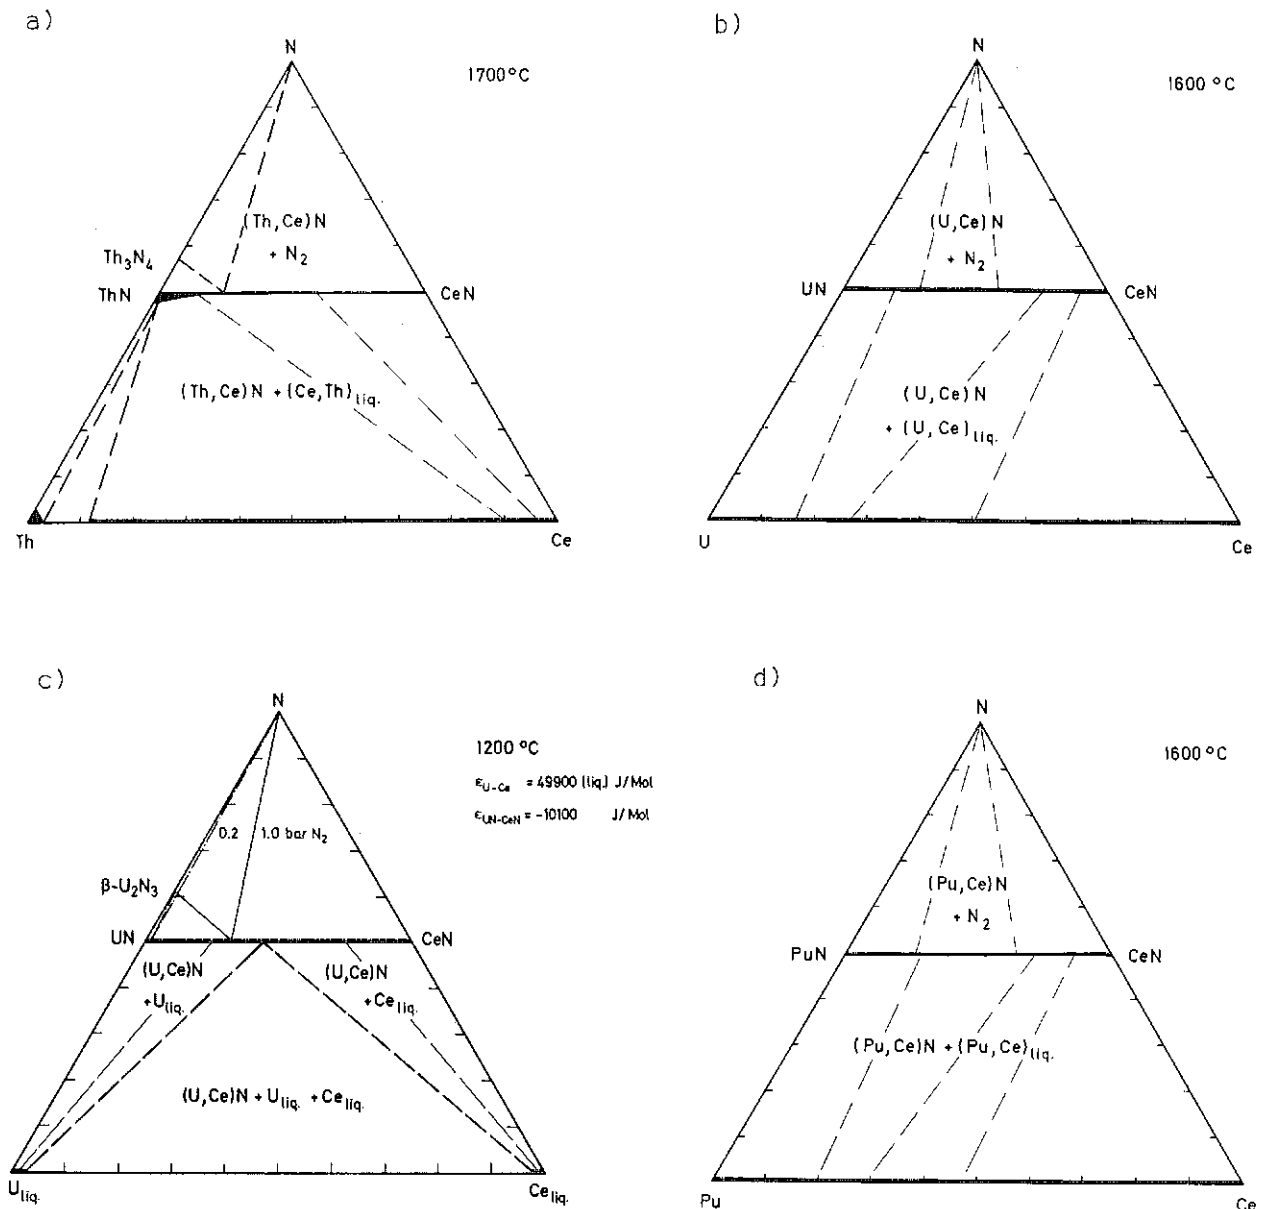 a)
N
1700°C
(Th,Ce)N
+ N₂
Th₃N₄
ThN
CeN
(Th,Ce)N + (Ce,Th)liq.
Th
Ce
b)
N
1600°C
(U,Ce)N
+ N₂
UN
CeN
(U,Ce)N
+ (U,Ce)liq.
U
Ce
c)
N
1200 °C
εU-Ce = 49900 (liq.) J/Mol
εUN-CeN = -10100 J/Mol
0.2
1.0 bar N₂
β-U₂N₃
UN
CeN
(U,Ce)N
+Uliq.
(U,Ce)N
+Celiq.
(U,Ce)N + Uliq. + Celiq.
Uliq.
Celiq.
d)
N
1600°C
(Pu,Ce)N
+ N₂
PuN
CeN
(Pu,Ce)N + (Pu,Ce)liq.
Pu
Ce